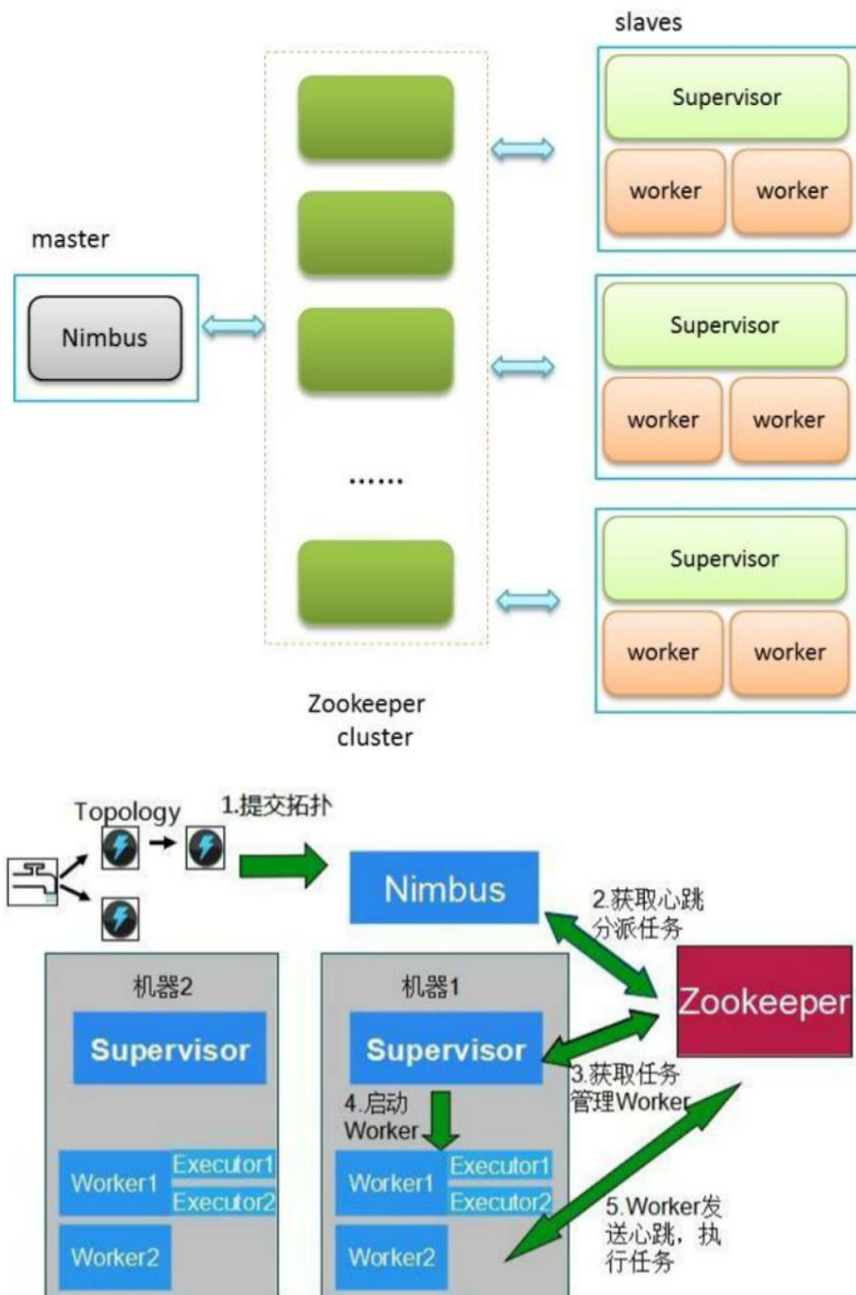 slaves
Supervisor
worker worker
master
Nimbus
Supervisor
worker worker
......
Supervisor
worker worker
Zookeeper
cluster
Topology
1.提交拓扑
Nimbus
2.获取心跳
分派任务
机器2
机器1
Zookeeper
Supervisor
Supervisor
3.获取任务
管理Worker
4.启动
Worker
Worker1
Executor1
Executor2
Worker2
Worker1
Executor1
Executor2
Worker2
5.Worker发
送心跳，执
行任务